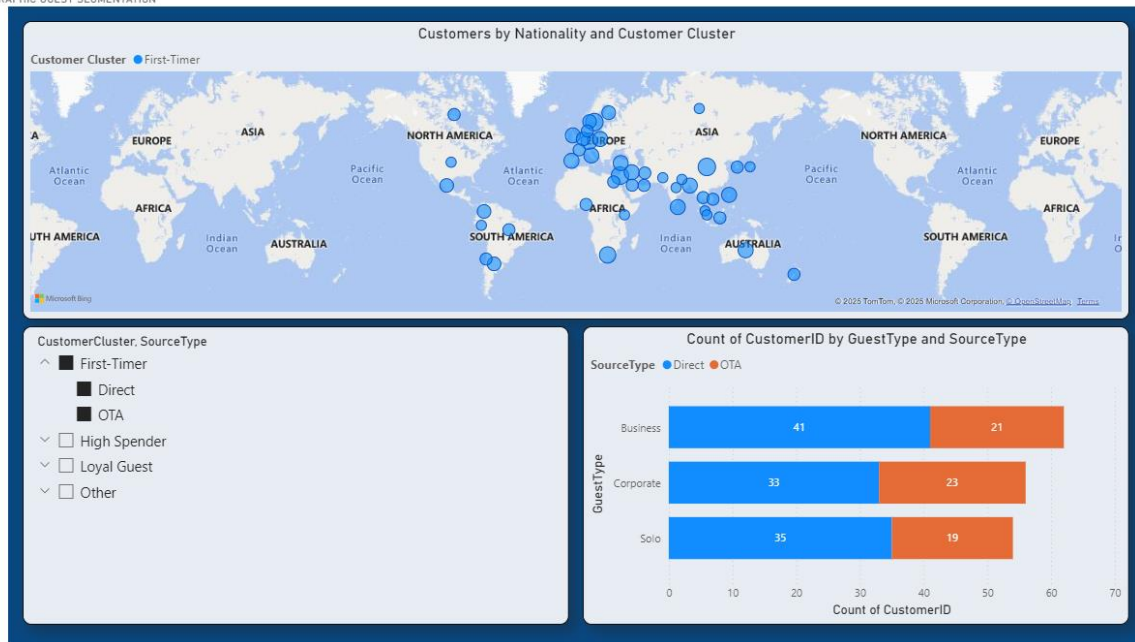 Customers by Nationality and Customer Cluster
Customer Cluster First-Timer
EUROPE
ASIA
NORTH AMERICA
EUROPE
ASIA
NORTH AMERICA
EUROPE
Atlantic
Ocean
Pacific
Ocean
Atlantic
Ocean
Pacific
Ocean
Atlantic
Ocean
AFRICA
AFRICA
AFRICA
UTH AMERICA
Indian
Ocean
AUSTRALIA
SOUTH AMERICA
Indian
Ocean
AUSTRALIA
SOUTH AMERICA
Microsoft Bing
© 2025 TomTom, © 2025 Microsoft Corporation, © OpenStreetMap Terms
CustomerCluster, SourceType
First-Timer
Direct
OTA
High Spender
Loyal Guest
Other
Count of CustomerID by GuestType and SourceType
SourceType Direct OTA
GuestType
Business 41 21
Corporate 33 23
Solo 35 19
0 10 20 30 40 50 60 70
Count of CustomerID